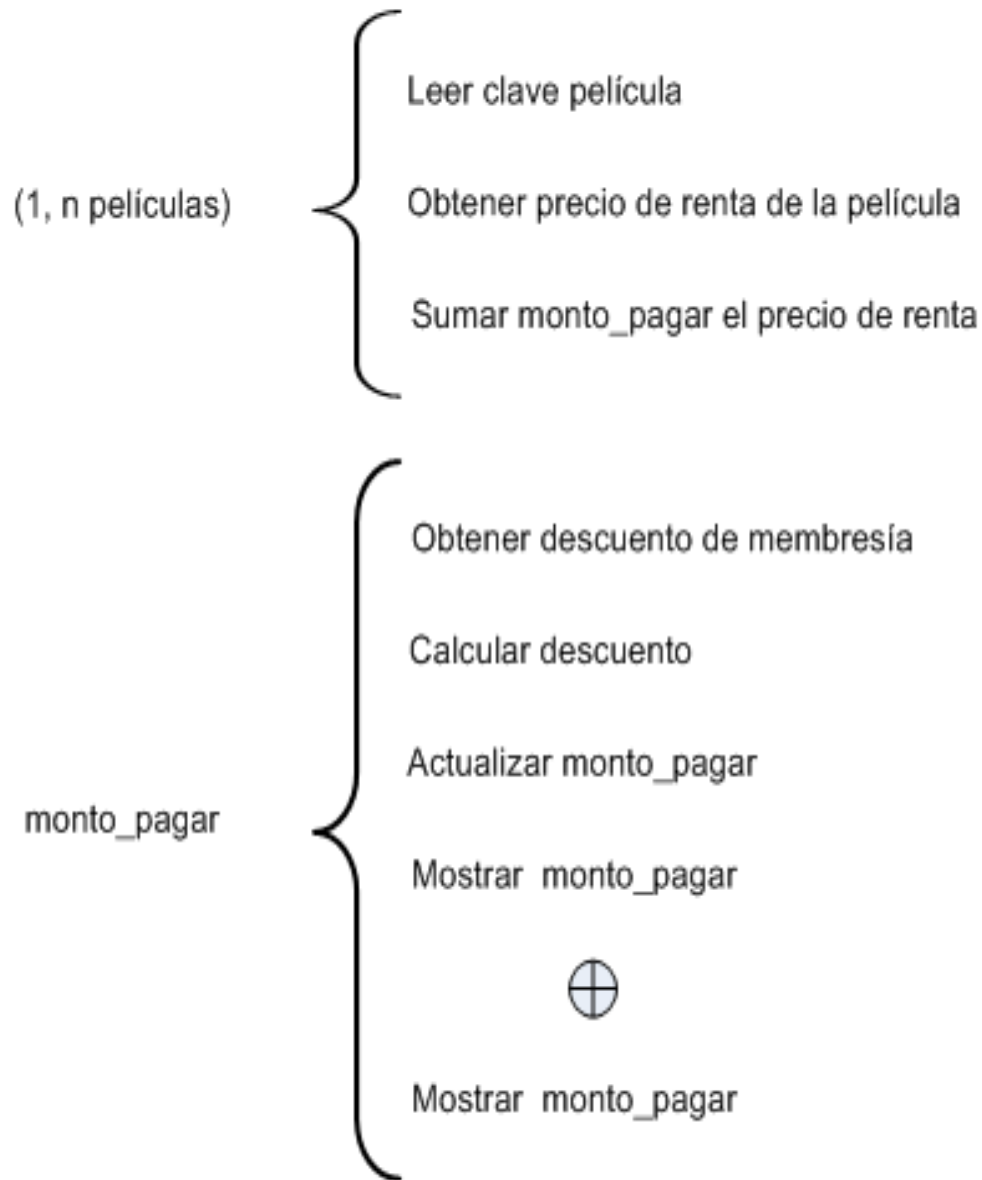 Leer clave película
(1, n películas)
Obtener precio de renta de la película
Sumar monto_pagar el precio de renta
Obtener descuento de membresía
Calcular descuento
Actualizar monto_pagar
monto_pagar
Mostrar monto_pagar
Mostrar monto_pagar